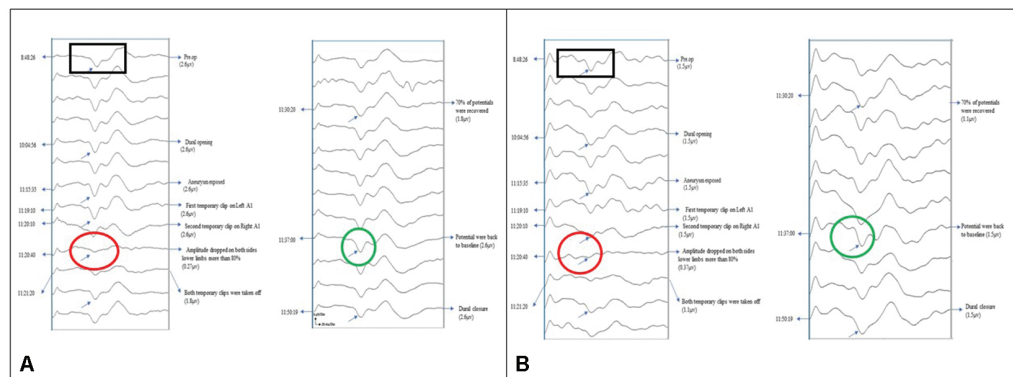 8:48:26
Pre op
(2.6μv)
10:04:56
Dural opening
(2.6μv)
Aneurysm exposed
(2.6μv)
11:15:35
First temporary clip on Left A1
(2.6μv)
11:19:10
11:20:10
Second temporary clip on Right A1
(2.6μv)
Amplitude dropped on both sides
lower limbs more than 80%
(0.27μv)
11:20:40
11:21:20
Both temporary clips were taken off
(1.8μv)
11:30:20
70% of potentials
were recovered
(1.8μv)
11:37:00
Potential were back
to baseline (2.6μv)
11:50:19
Dural closure
(2.6μv)
A
8:48:26
Pre op
(1.5μv)
10:04:56
Dural opening
(1.5μv)
Aneurysm exposed
(1.5μv)
11:15:35
First temporary clip on Left A1
(1.5μv)
11:19:10
11:20:10
Second temporary clip on Right A1
(1.5μv)
Amplitude dropped on both sides
lower limbs more than 80%
(0.37μv)
11:20:40
11:21:20
Both temporary clips were taken off
(1.1μv)
11:30:20
70% of potentials
were recovered
(1.1μv)
11:37:00
Potential were back
to baseline (1.5μv)
11:50:19
Dural closure
(1.5μv)
B